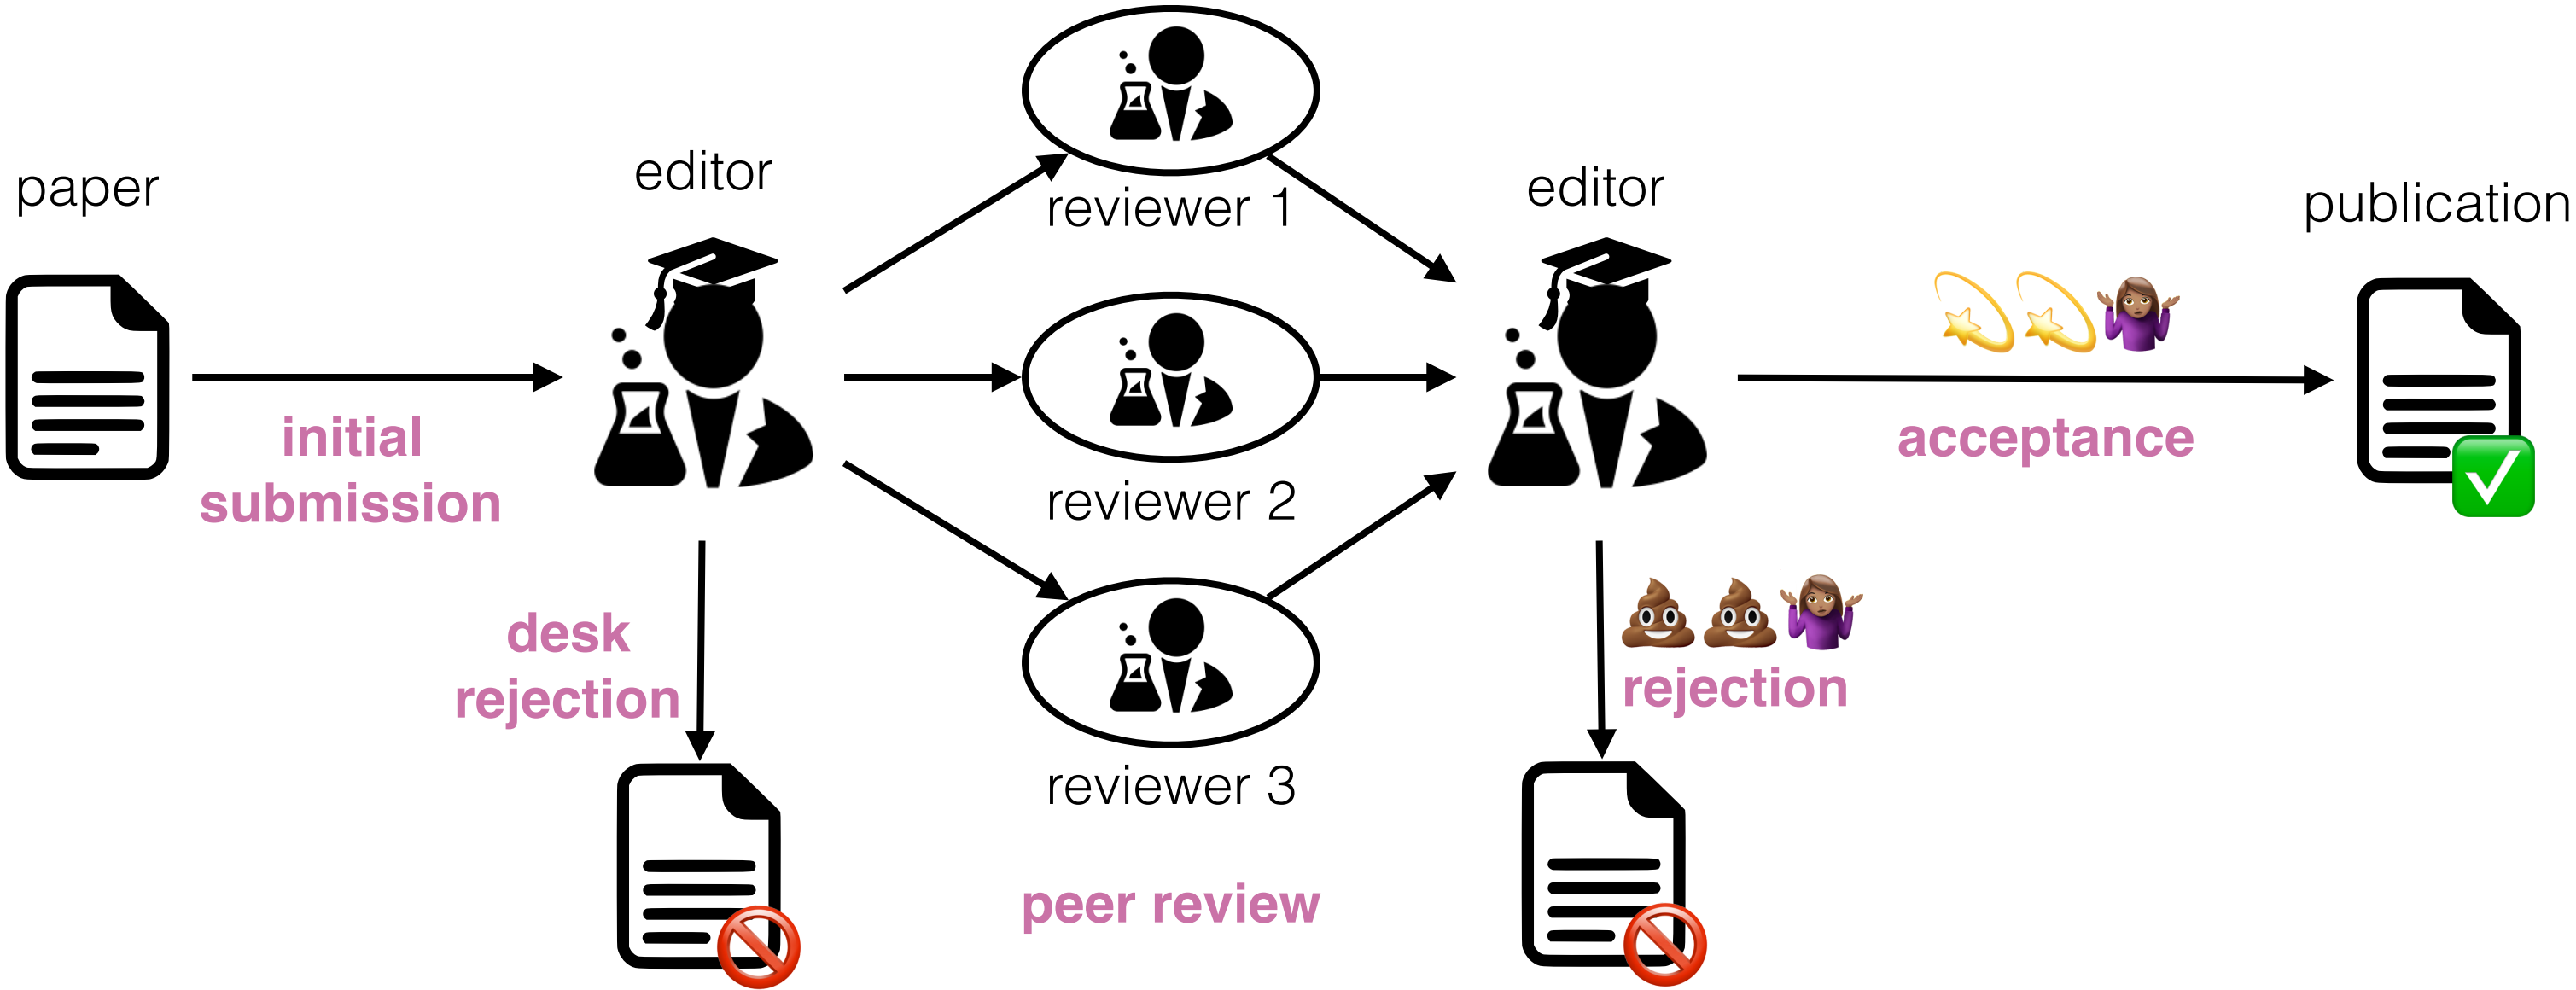 paper
initial
submission
editor
desk
rejection
reviewer 1
reviewer 2
reviewer 3
peer review
editor
acceptance
rejection
publication